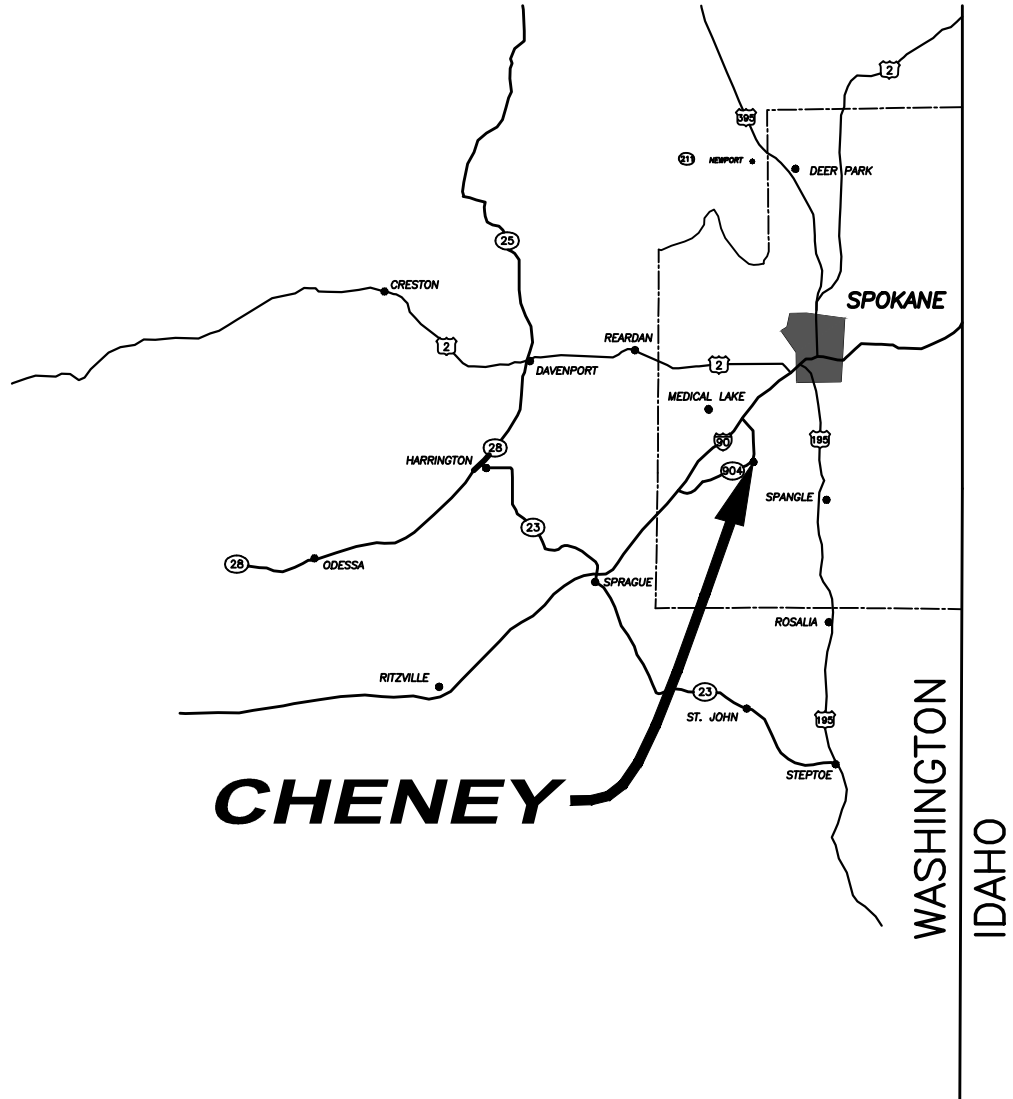 2
395
211
NEWPORT
DEER PARK
25
CRESTON
SPOKANE
2
REARDAN
2
DAVENPORT
MEDICAL LAKE
28
90
195
HARRINGTON
904
SPANGLE
23
28
ODESSA
SPRAGUE
ROSALIA
RITZVILLE
23
ST. JOHN
195
STEPTOE
CHENEY
WASHINGTON
IDAHO